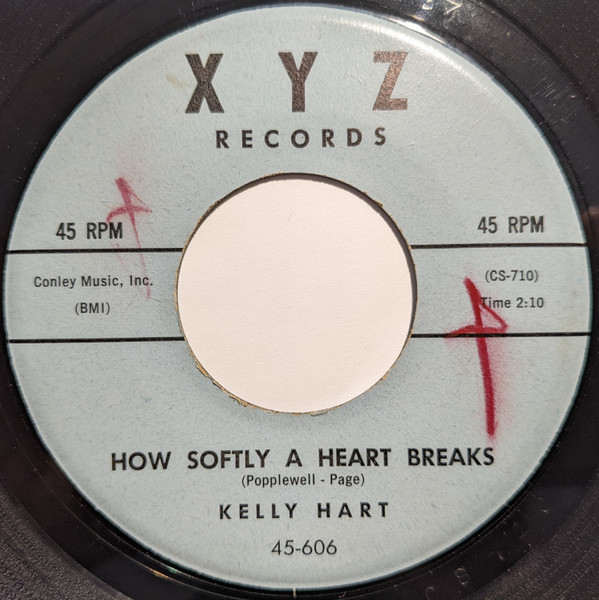 X Y Z
RECORDS
45 RPM
45 RPM
Conley Music, Inc.
(BMI)
(CS-710)
Time 2:10
HOW SOFTLY A HEART BREAKS
(Popplewell - Page)
KELLY HART
45-606